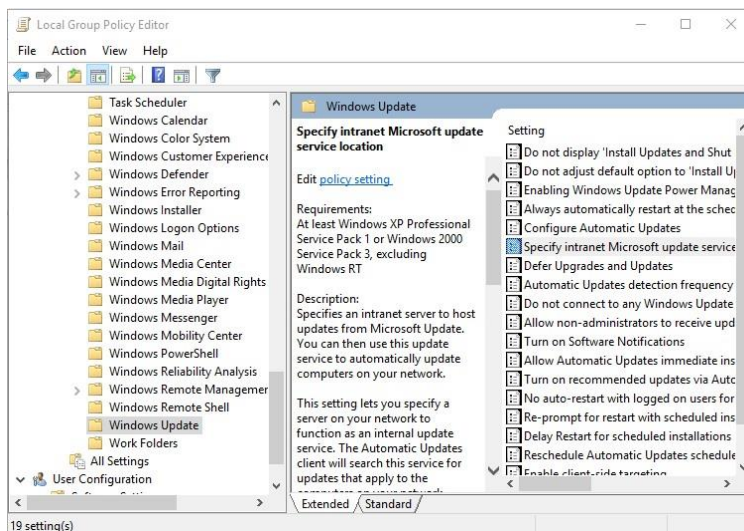 Local Group Policy Editor
File Action View Help
Task Scheduler
Windows Calendar
Windows Color System
Windows Customer Experience
Windows Defender
Windows Error Reporting
Windows Installer
Windows Logon Options
Windows Mail
Windows Media Center
Windows Media Digital Rights
Windows Media Player
Windows Messenger
Windows Mobility Center
Windows PowerShell
Windows Reliability Analysis
Windows Remote Managemer
Windows Remote Shell
Windows Update
Work Folders
All Settings
User Configuration
Windows Update
Specify intranet Microsoft update
service location
Edit policy setting
Requirements:
At least Windows XP Professional
Service Pack 1 or Windows 2000
Service Pack 3, excluding
Windows RT
Description:
Specifies an intranet server to host
updates from Microsoft Update.
You can then use this update
service to automatically update
computers on your network.
This setting lets you specify a
server on your network to
function as an internal update
service. The Automatic Updates
client will search this service for
updates that apply to the
computers on your network.
Setting
Do not display 'Install Updates and Shut
Do not adjust default option to 'Install U
Enabling Windows Update Power Manag
Always automatically restart at the sched
Configure Automatic Updates
Specify intranet Microsoft update service
Defer Upgrades and Updates
Automatic Updates detection frequency
Do not connect to any Windows Update
Allow non-administrators to receive upd
Turn on Software Notifications
Allow Automatic Updates immediate ins
Turn on recommended updates via Auto
No auto-restart with logged on users for
Re-prompt for restart with scheduled ins
Delay Restart for scheduled installations
Reschedule Automatic Updates schedule
Enable client-side targeting
Extended Standard
19 setting(s)